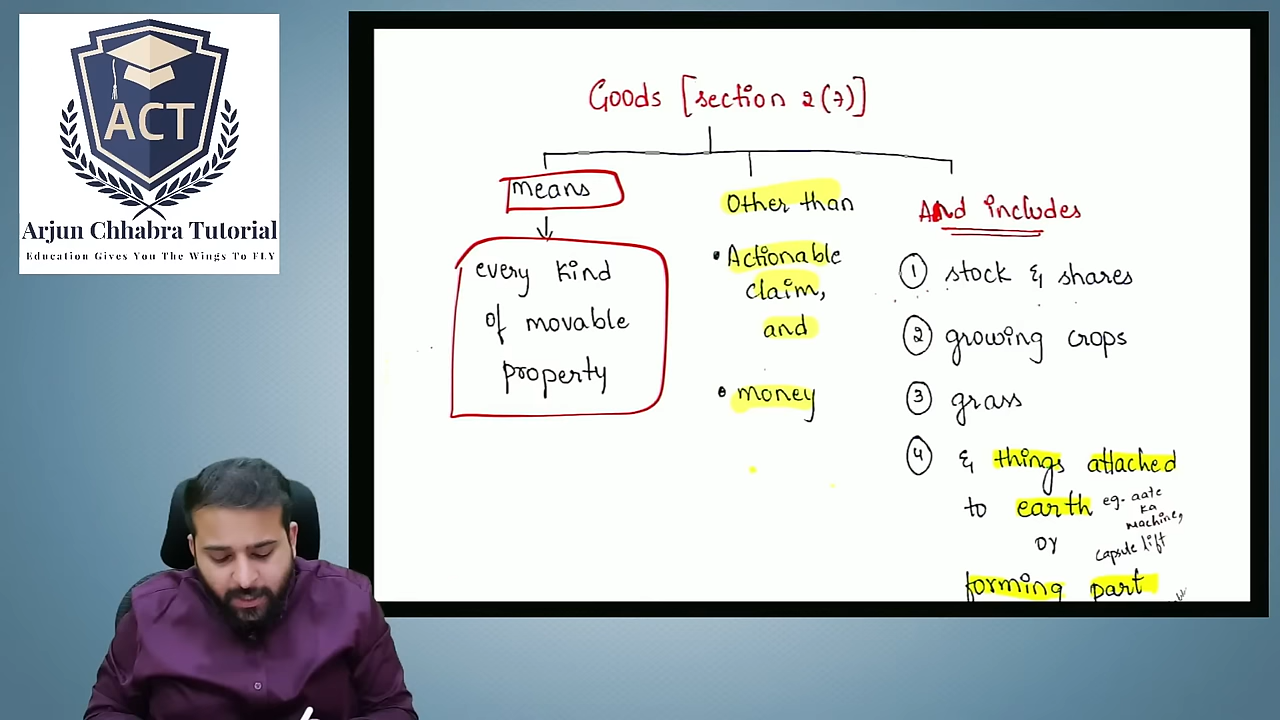 ACT
Arjun Chhabra Tutorial
Education Gives You The Wings To FLY
Goods [section 2(7)]
means
every kind
of movable
property
Other than
• Actionable
claim,
and
• money
And includes
① stock & shares
② growing crops
③ grass
④ & things attached
to earth eg. aate
ka
machine,
or
capsule lift
forming part